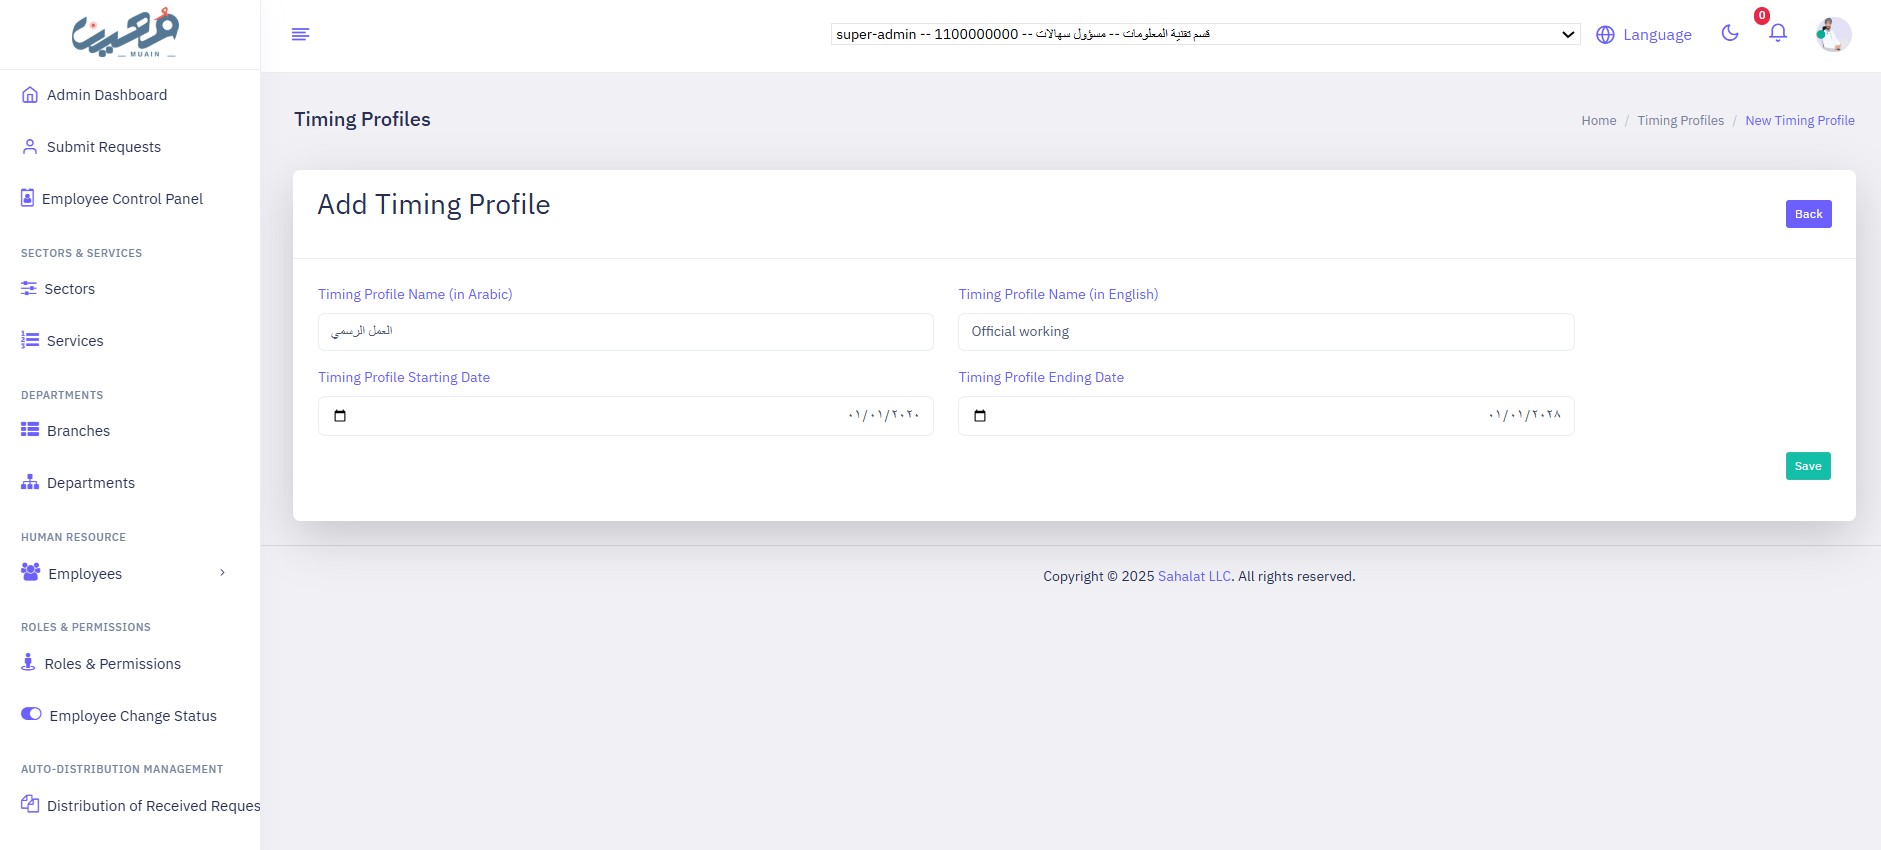 معين
MUAIN
super-admin -- 1100000000 -- قسم تقنية المعلومات -- مسؤول سهالات
Language
0
Admin Dashboard
Submit Requests
Employee Control Panel
SECTORS & SERVICES
Sectors
Services
DEPARTMENTS
Branches
Departments
HUMAN RESOURCE
Employees
ROLES & PERMISSIONS
Roles & Permissions
Employee Change Status
AUTO-DISTRIBUTION MANAGEMENT
Distribution of Received Reques
Timing Profiles
Home / Timing Profiles / New Timing Profile
Add Timing Profile
Back
Timing Profile Name (in Arabic)
العمل الرسمي
Timing Profile Name (in English)
Official working
Timing Profile Starting Date
٠١/٠١/٢٠٢٠
Timing Profile Ending Date
٠١/٠١/٢٠٢٨
Save
Copyright © 2025 Sahalat LLC. All rights reserved.